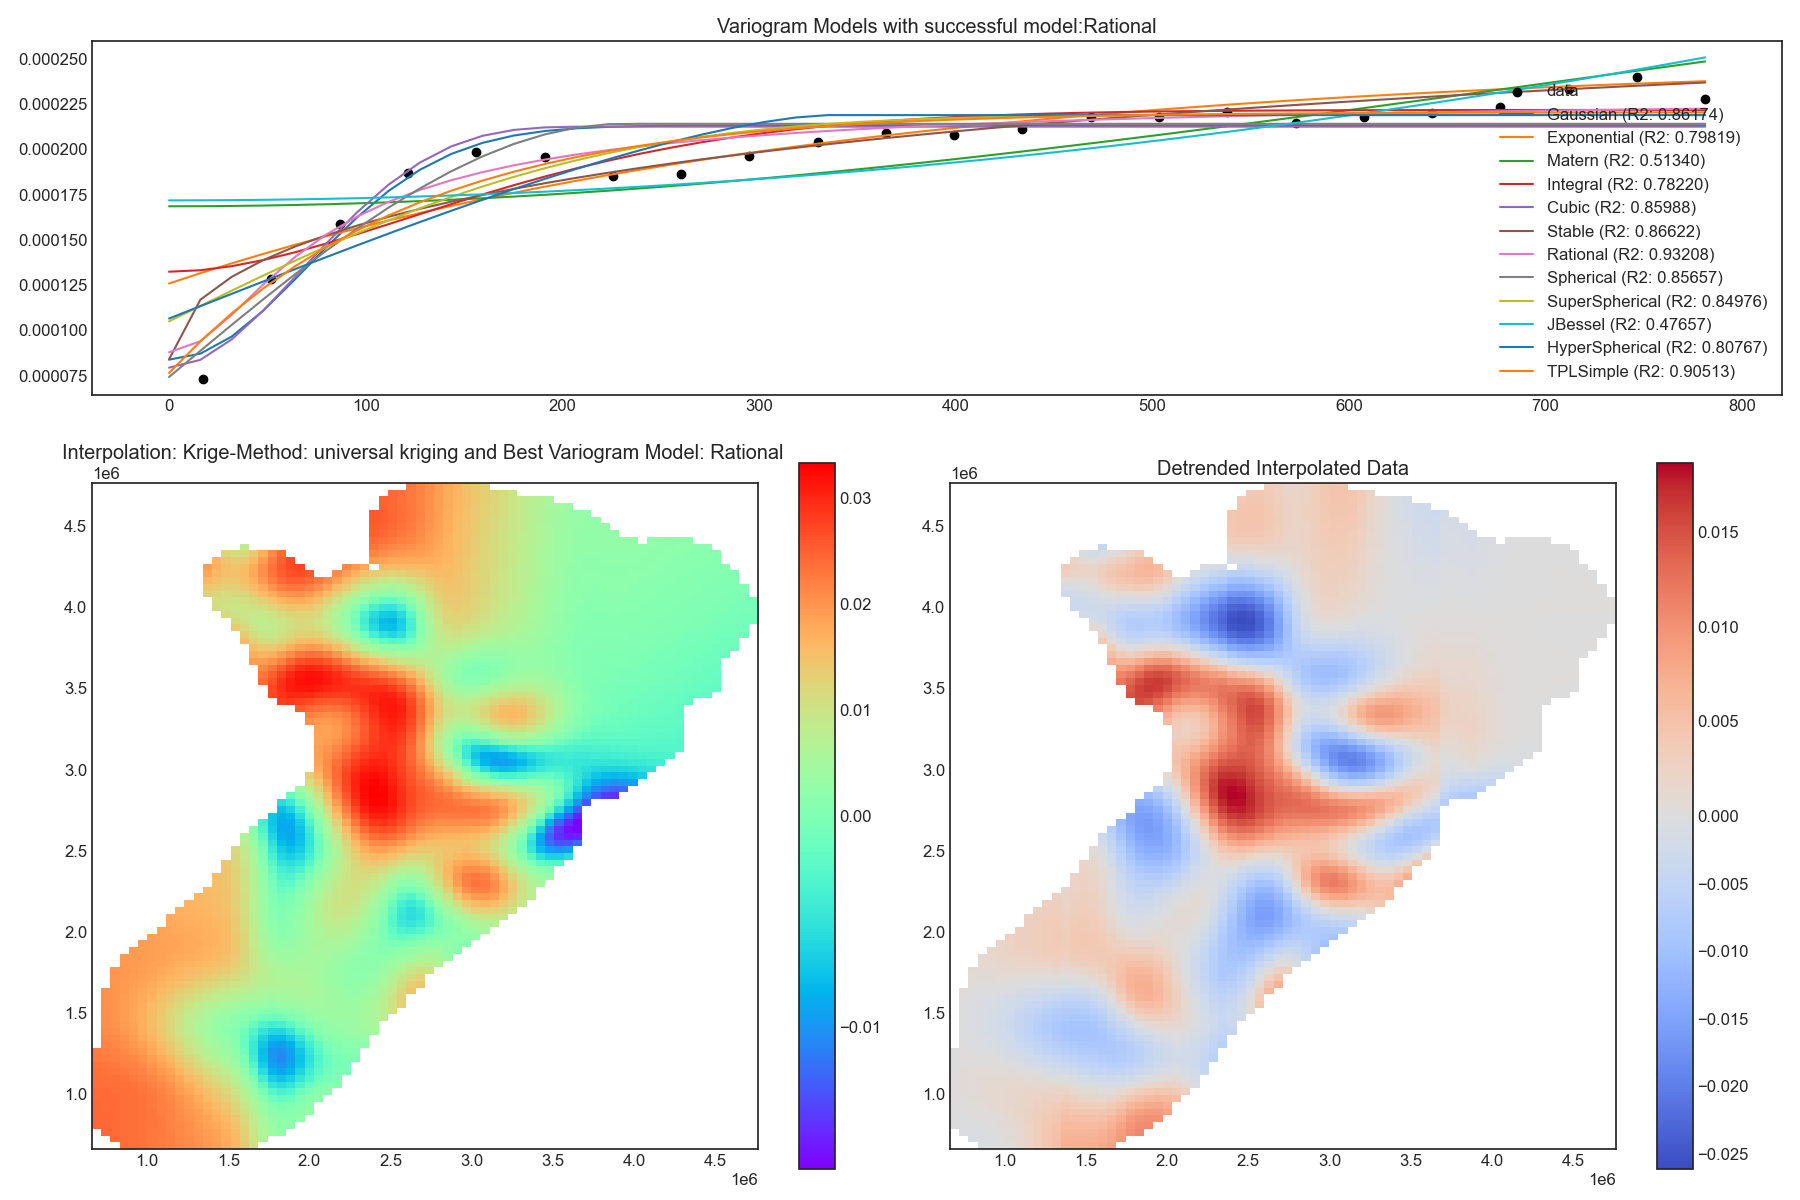 Variogram Models with successful model:Rational
0.000250
0.000225
0.000200
0.000175
0.000150
0.000125
0.000100
0.000075
data
Gaussian (R2: 0.86174)
Exponential (R2: 0.79819)
Matern (R2: 0.51340)
Integral (R2: 0.78220)
Cubic (R2: 0.85988)
Stable (R2: 0.86622)
Rational (R2: 0.93208)
Spherical (R2: 0.85657)
SuperSpherical (R2: 0.84976)
JBessel (R2: 0.47657)
HyperSpherical (R2: 0.80767)
TPLSimple (R2: 0.90513)
0 100 200 300 400 500 600 700 800
Interpolation: Krige-Method: universal kriging and Best Variogram Model: Rational
1e6
4.5
4.0
3.5
3.0
2.5
2.0
1.5
1.0
1.0 1.5 2.0 2.5 3.0 3.5 4.0 4.5
1e6
0.03
0.02
0.01
0.00
−0.01
Detrended Interpolated Data
1e6
4.5
4.0
3.5
3.0
2.5
2.0
1.5
1.0
1.0 1.5 2.0 2.5 3.0 3.5 4.0 4.5
1e6
0.015
0.010
0.005
0.000
−0.005
−0.010
−0.015
−0.020
−0.025